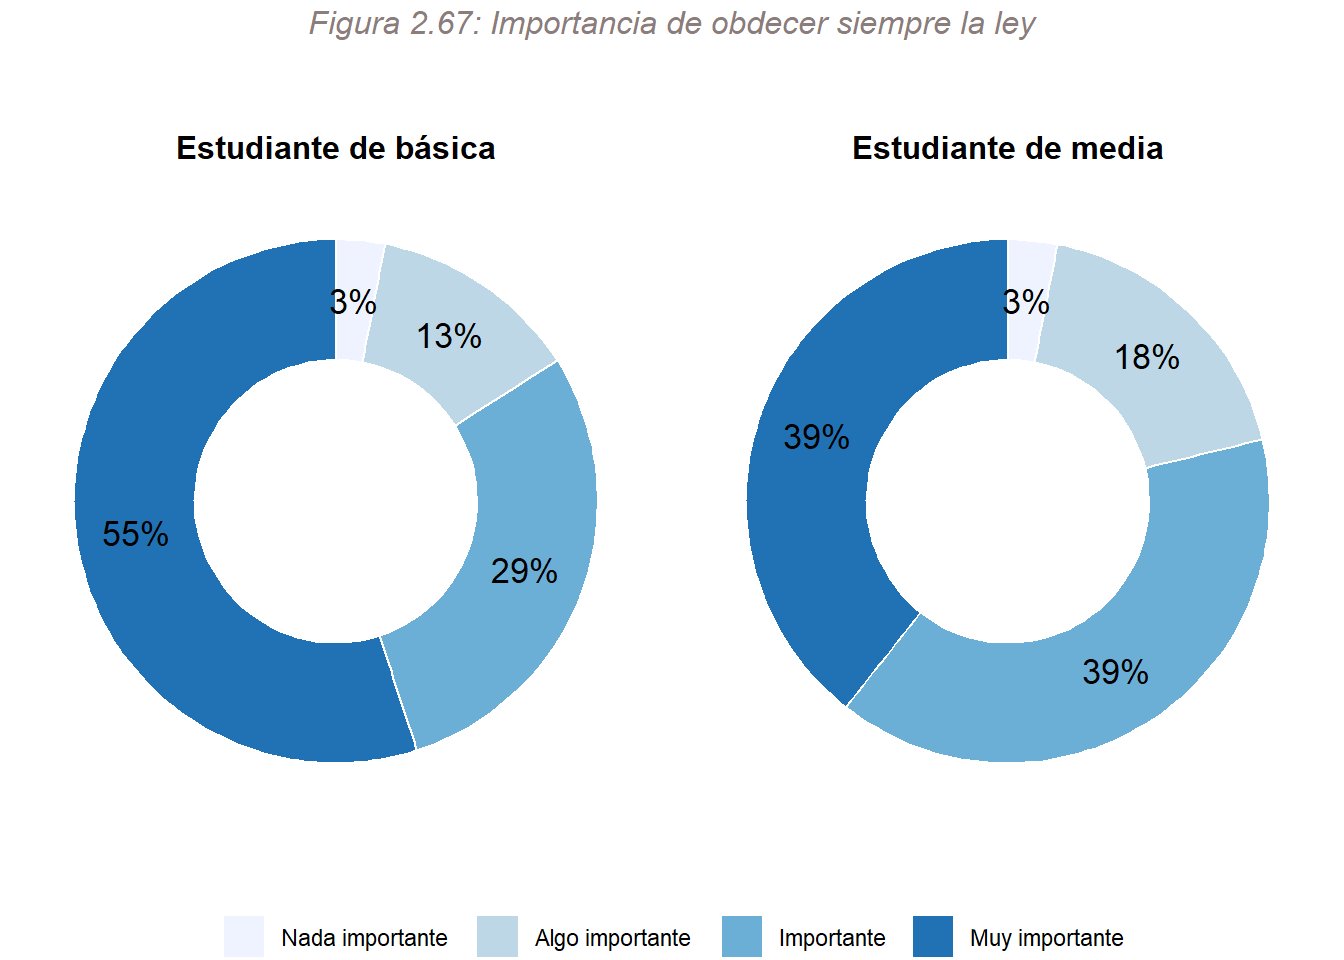 Figura 2.67: Importancia de obdecer siempre la ley
Estudiante de básica
Estudiante de media
3%
13%
29%
55%
3%
18%
39%
39%
Nada importante
Algo importante
Importante
Muy importante